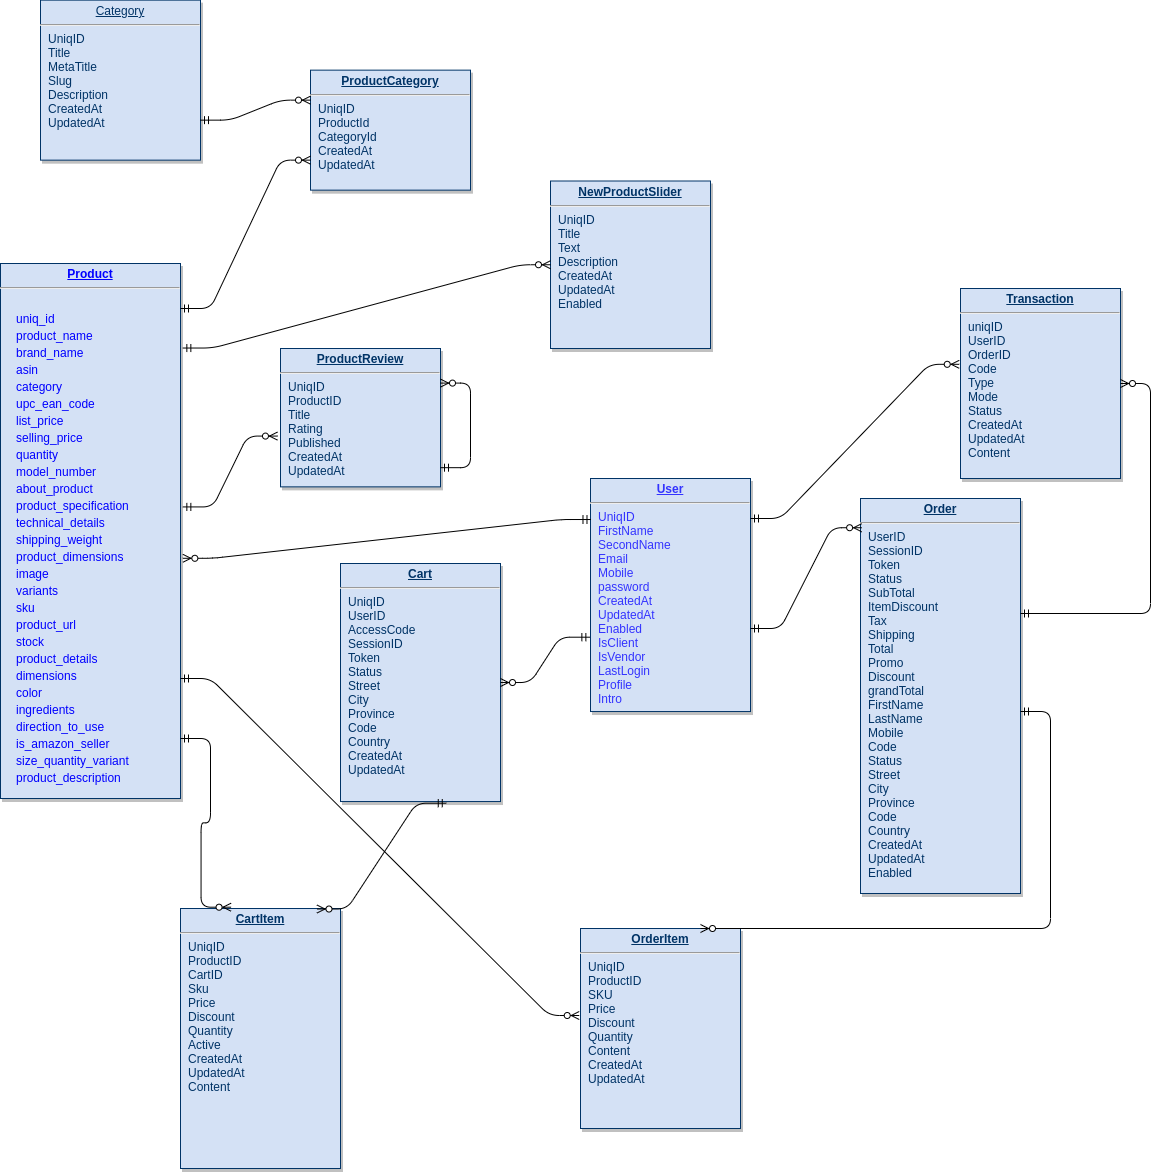 Category
UniqID
Title
MetaTitle
Slug
Description
CreatedAt
UpdatedAt
ProductCategory
UniqID
ProductId
CategoryId
CreatedAt
UpdatedAt
NewProductSlider
UniqID
Title
Text
Description
CreatedAt
UpdatedAt
Enabled
Product
uniq_id
product_name
brand_name
asin
category
upc_ean_code
list_price
selling_price
quantity
model_number
about_product
product_specification
technical_details
shipping_weight
product_dimensions
image
variants
sku
product_url
stock
product_details
dimensions
color
ingredients
direction_to_use
is_amazon_seller
size_quantity_variant
product_description
ProductReview
UniqID
ProductID
Title
Rating
Published
CreatedAt
UpdatedAt
Transaction
uniqID
UserID
OrderID
Code
Type
Mode
Status
CreatedAt
UpdatedAt
Content
User
UniqID
FirstName
SecondName
Email
Mobile
password
CreatedAt
UpdatedAt
Enabled
IsClient
IsVendor
LastLogin
Profile
Intro
Order
UserID
SessionID
Token
Status
SubTotal
ItemDiscount
Tax
Shipping
Total
Promo
Discount
grandTotal
FirstName
LastName
Mobile
Code
Status
Street
City
Province
Code
Country
CreatedAt
UpdatedAt
Enabled
Cart
UniqID
UserID
AccessCode
SessionID
Token
Status
Street
City
Province
Code
Country
CreatedAt
UpdatedAt
CartItem
UniqID
ProductID
CartID
Sku
Price
Discount
Quantity
Active
CreatedAt
UpdatedAt
Content
OrderItem
UniqID
ProductID
SKU
Price
Discount
Quantity
Content
CreatedAt
UpdatedAt